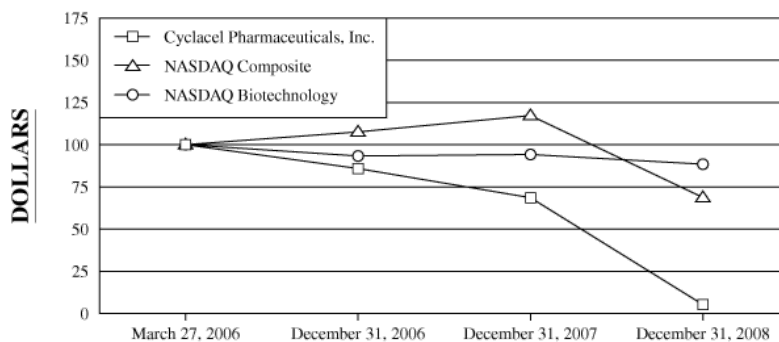 175
150
125
100
75
50
25
0
DOLLARS
Cyclacel Pharmaceuticals, Inc.
NASDAQ Composite
NASDAQ Biotechnology
March 27, 2006 December 31, 2006 December 31, 2007 December 31, 2008